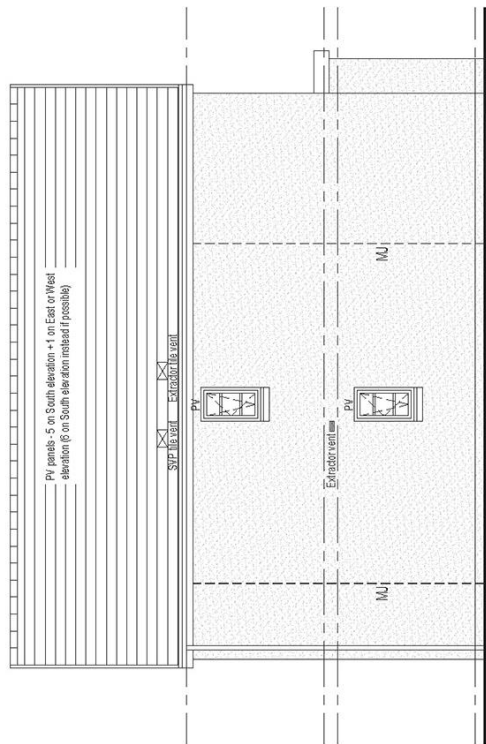 PV panels - 5 on South elevation +1 on East or West
elevation (6 on South elevation instead if possible)
SVP tile vent
Extractor tile vent
PV
Extractor vent
PV
MJ
MJ